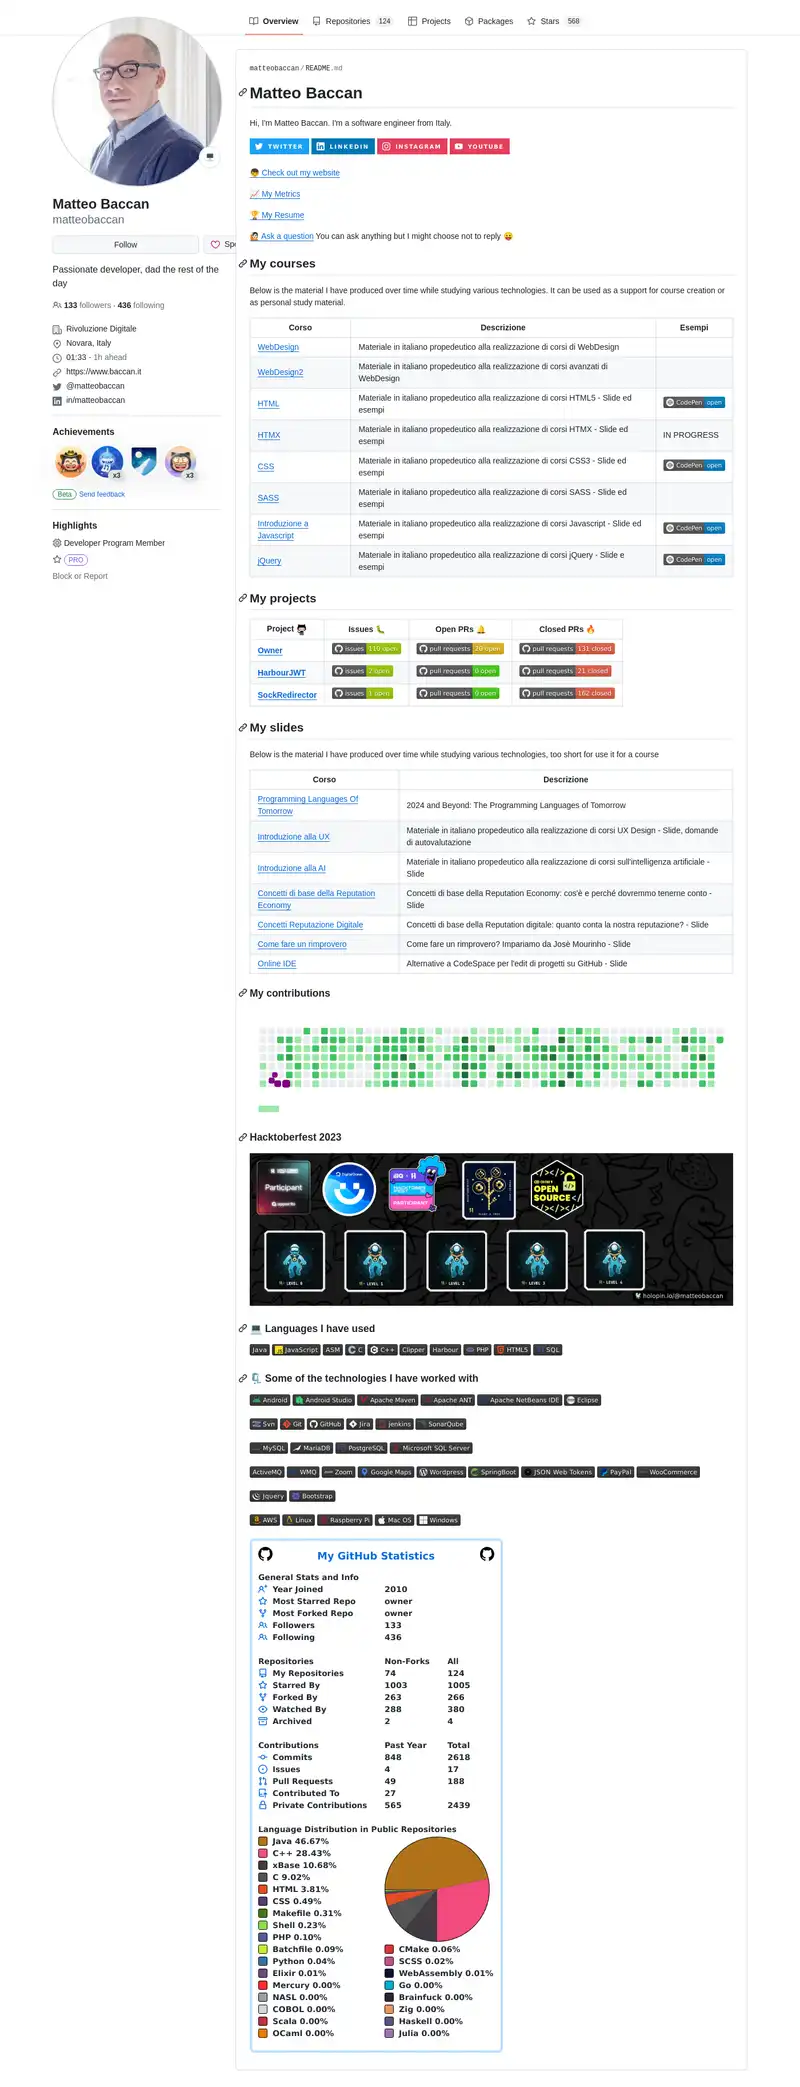 Overview
Repositories 124
Projects
Packages
Stars 568
Matteo Baccan
matteobaccan
Follow
Passionate developer, dad the rest of the
day
133 followers · 436 following
Rivoluzione Digitale
Novara, Italy
01:33 - 1h ahead
https://www.baccan.it
@matteobaccan
in/matteobaccan
Achievements
x3
x3
Beta Send feedback
Highlights
Developer Program Member
PRO
Block or Report
matteobaccan / README.md
Matteo Baccan
Hi, I'm Matteo Baccan. I'm a software engineer from Italy.
TWITTER LINKEDIN INSTAGRAM YOUTUBE
Check out my website
My Metrics
My Resume
Ask a question You can ask anything but I might choose not to reply
My courses
Below is the material I have produced over time while studying various technologies. It can be used as a support for course creation or
as personal study material.
Corso Descrizione Esempi
WebDesign Materiale in italiano propedeutico alla realizzazione di corsi di WebDesign
WebDesign2 Materiale in italiano propedeutico alla realizzazione di corsi avanzati di
WebDesign
HTML Materiale in italiano propedeutico alla realizzazione di corsi HTML5 - Slide ed
esempi CodePen open
HTMX Materiale in italiano propedeutico alla realizzazione di corsi HTMX - Slide ed
esempi IN PROGRESS
CSS Materiale in italiano propedeutico alla realizzazione di corsi CSS3 - Slide ed
esempi CodePen open
SASS Materiale in italiano propedeutico alla realizzazione di corsi SASS - Slide ed
esempi
Introduzione a
Javascript Materiale in italiano propedeutico alla realizzazione di corsi Javascript - Slide ed
esempi CodePen open
jQuery Materiale in italiano propedeutico alla realizzazione di corsi jQuery - Slide e
esempi CodePen open
My projects
Project Issues Open PRs Closed PRs
Owner issues 119 open pull requests 20 open pull requests 131 closed
HarbourJWT issues 2 open pull requests 0 open pull requests 21 closed
SockRedirector issues 1 open pull requests 0 open pull requests 162 closed
My slides
Below is the material I have produced over time while studying various technologies, too short for use it for a course
Corso Descrizione
Programming Languages Of
Tomorrow 2024 and Beyond: The Programming Languages of Tomorrow
Introduzione alla UX Materiale in italiano propedeutico alla realizzazione di corsi UX Design - Slide, domande
di autovalutazione
Introduzione alla AI Materiale in italiano propedeutico alla realizzazione di corsi sull'intelligenza artificiale -
Slide
Concetti di base della Reputation
Economy Concetti di base della Reputation Economy: cos'è e perché dovremmo tenerne conto -
Slide
Concetti Reputazione Digitale Concetti di base della Reputation digitale: quanto conta la nostra reputazione? - Slide
Come fare un rimprovero Come fare un rimprovero? Impariamo da Josè Mourinho - Slide
Online IDE Alternative a CodeSpace per l'edit di progetti su GitHub - Slide
My contributions
Hacktoberfest 2023
Participant
DigitalOcean
PARTICIPANT
OPEN
SOURCE
LEVEL 0
LEVEL 1
LEVEL 2
LEVEL 3
LEVEL 4
holopin.io/@matteobaccan
Languages I have used
Java JavaScript ASM C C++ Clipper Harbour PHP HTML5 SQL
Some of the technologies I have worked with
Android Android Studio Apache Maven Apache ANT Apache NetBeans IDE Eclipse
Svn Git GitHub Jira jenkins SonarQube
MySQL MariaDB PostgreSQL Microsoft SQL Server
ActiveMQ WMQ Zoom Google Maps Wordpress SpringBoot JSON Web Tokens PayPal WooCommerce
Jquery Bootstrap
AWS Linux Raspberry Pi Mac OS Windows
My GitHub Statistics
General Stats and Info
Year Joined 2010
Most Starred Repo owner
Most Forked Repo owner
Followers 133
Following 436
Repositories Non-Forks All
My Repositories 74 124
Starred By 1003 1005
Forked By 263 266
Watched By 288 380
Archived 2 4
Contributions Past Year Total
Commits 848 2618
Issues 4 17
Pull Requests 49 188
Contributed To 27
Private Contributions 565 2439
Language Distribution in Public Repositories
Java 46.67%
C++ 28.43%
xBase 10.68%
C 9.02%
HTML 3.81%
CSS 0.49%
Makefile 0.31%
Shell 0.23%
PHP 0.10%
Batchfile 0.09% CMake 0.06%
Python 0.04% SCSS 0.02%
Elixir 0.01% WebAssembly 0.01%
Mercury 0.00% Go 0.00%
NASL 0.00% Brainfuck 0.00%
COBOL 0.00% Zig 0.00%
Scala 0.00% Haskell 0.00%
OCaml 0.00% Julia 0.00%